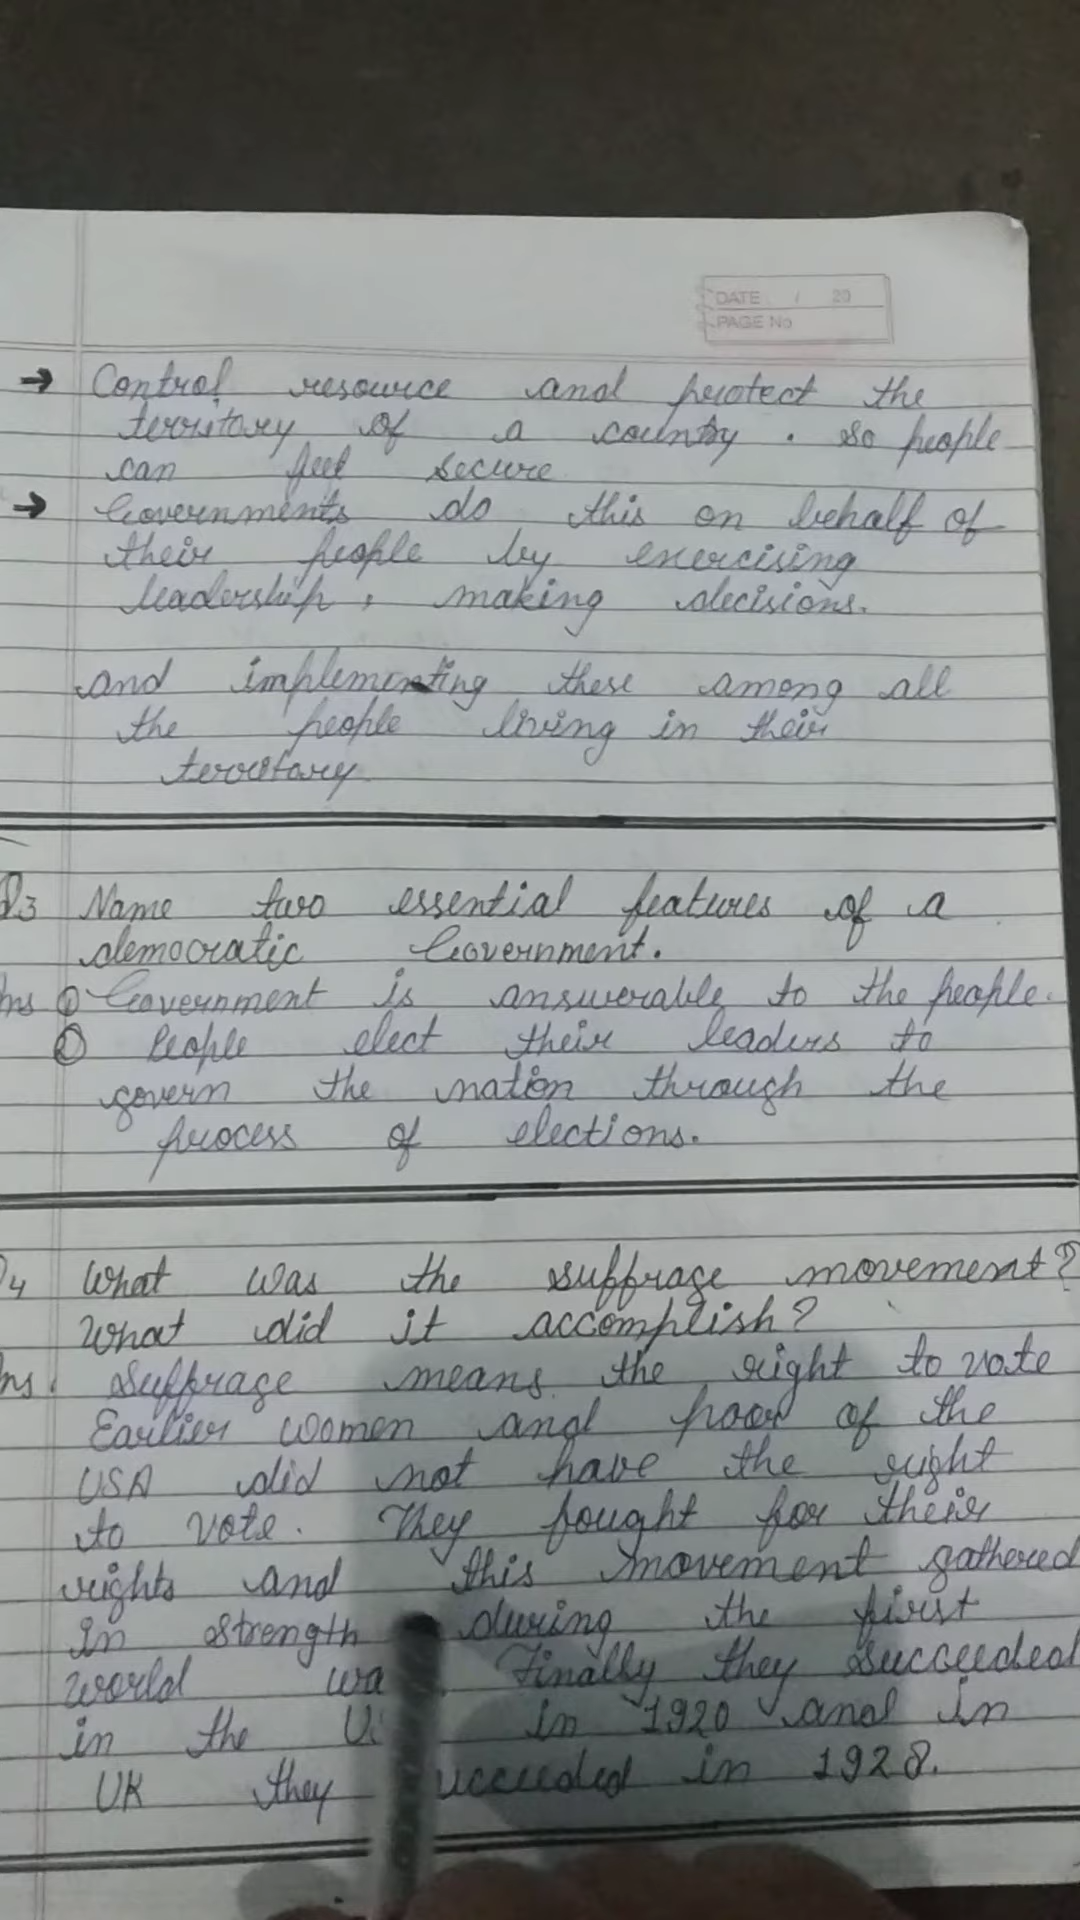 DATE / 20
PAGE No
→ Control resource and protect the
territory of a country. so people
can feel secure
→ Governments do this on behalf of
their people by exercising
leadership, making decisions.
and implementing these among all
the people living in their
territory
Q3 Name two essential features of a
democratic Government.
ns ① Government is answerable to the people.
People elect their leaders to
govern the nation through the
process of elections.
4 What was the suffrage movement?
What did it accomplish?
ns. Suffrage means the right to vote
Earlier women and poor of the
USA did not have the right
to vote. They fought for their
rights and this movement gathered
in strength during the first
world wa Finally they succeeded
in the U in 1920 and in
UK they ucceeded in 1928.